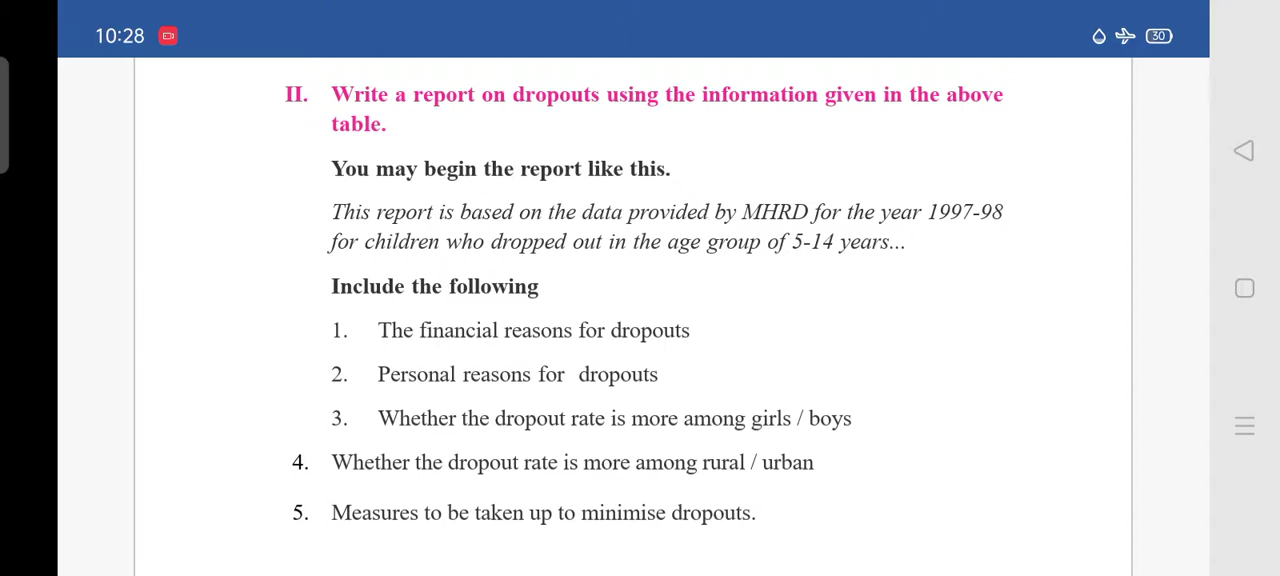 10:28
30
II. Write a report on dropouts using the information given in the above
table.
You may begin the report like this.
This report is based on the data provided by MHRD for the year 1997-98
for children who dropped out in the age group of 5-14 years...
Include the following
1. The financial reasons for dropouts
2. Personal reasons for dropouts
3. Whether the dropout rate is more among girls / boys
4. Whether the dropout rate is more among rural / urban
5. Measures to be taken up to minimise dropouts.